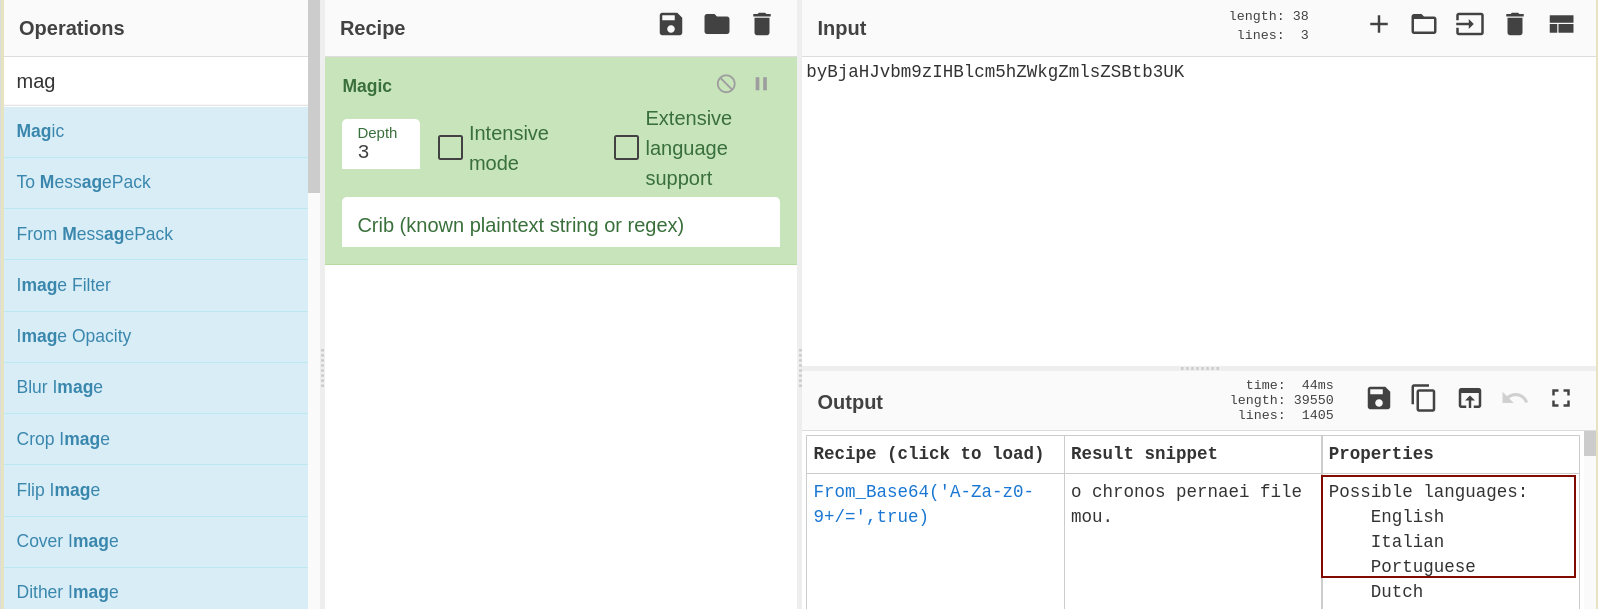 Operations
mag
Magic
To MessagePack
From MessagePack
Image Filter
Image Opacity
Blur Image
Crop Image
Flip Image
Cover Image
Dither Image
Recipe
Magic
Depth
3
Intensive
mode
Extensive
language
support
Crib (known plaintext string or regex)
Input
length: 38
lines: 3
byBjaHJvbm9zIHBlcm5hZWkgZmlsZSBtb3UK
Output
time: 44ms
length: 39550
lines: 1405
Recipe (click to load)
Result snippet
Properties
From_Base64('A-Za-z0-
9+/=',true)
o chronos pernaei file
mou.
Possible languages:
English
Italian
Portuguese
Dutch